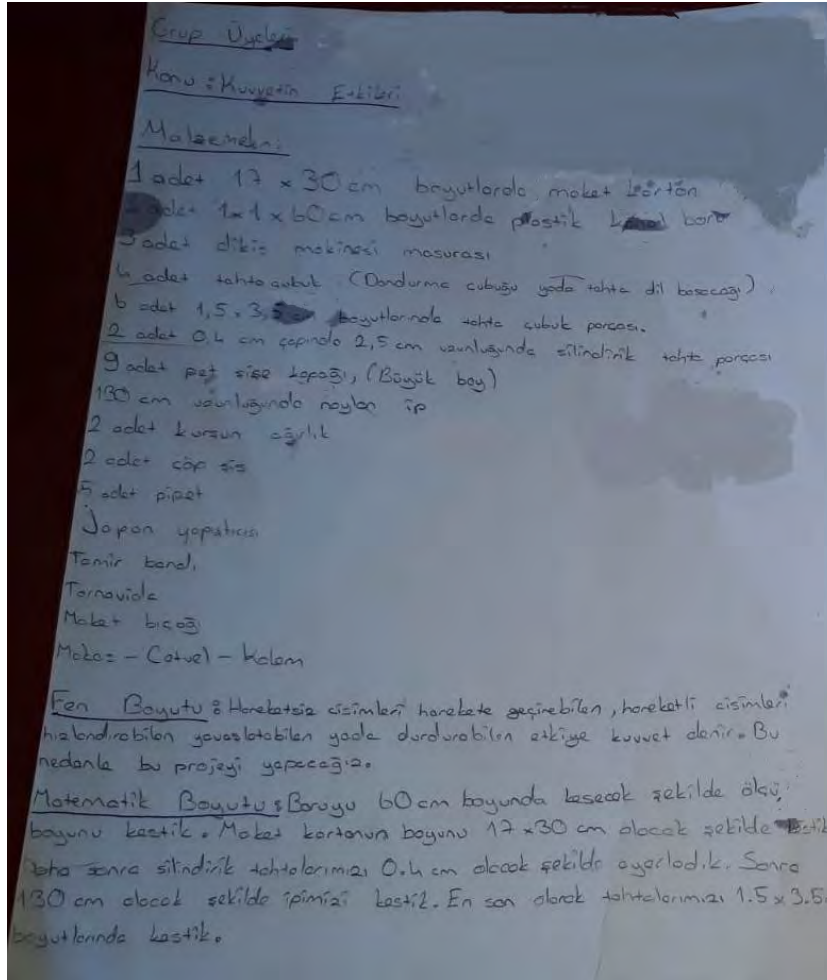 Grup Üyeleri
Konu: Kuvvetin Etkileri
Malzemeler:
1 adet 17 x 30 cm boyutlarda maket karton
adet 1x1x60 cm boyutlarda plastik boru
3 adet dikiş makinesi masurası
4 adet tahta çubuk (Dondurma çubuğu yada tahta dil basacağı).
6 adet 1,5 x 3,5 boyutlarında tahta çubuk parçası.
2 adet 0.4 cm çapında 2,5 cm uzunluğunda silindirik tahta parçası
9 adet pet şişe kapağı, (Büyük boy)
130 cm uzunluğunda naylon ip
2 adet kurşun ağırlık
2 adet çöp şiş
5 adet pipet
Japon yapıştırıcı
Tamir bandı
Tornavida
Maket bıçağı
Makas - Cetvel - Kalem
Fen Boyutu: Hareketsiz cisimleri harekete geçirebilen, hareketli cisimleri
hızlandırabilen yavaşlatabilen yada durdurabilen etkiye kuvvet denir. Bu
nedenle bu projeyi yapacağız.
Matematik Boyutu: Boruyu 60 cm boyunda kesecek şekilde ölçü,
boyunu kestik. Maket kartonun boyunu 17 x 30 cm olacak şekilde kestik
Daha sonra silindirik tahtalarımızı 0.4 cm olacak şekilde ayarladık. Sonra
130 cm olacak şekilde ipimizi kestik. En son olarak tahtalarımızı 1.5 x 3.5
boyutlarında kestik.